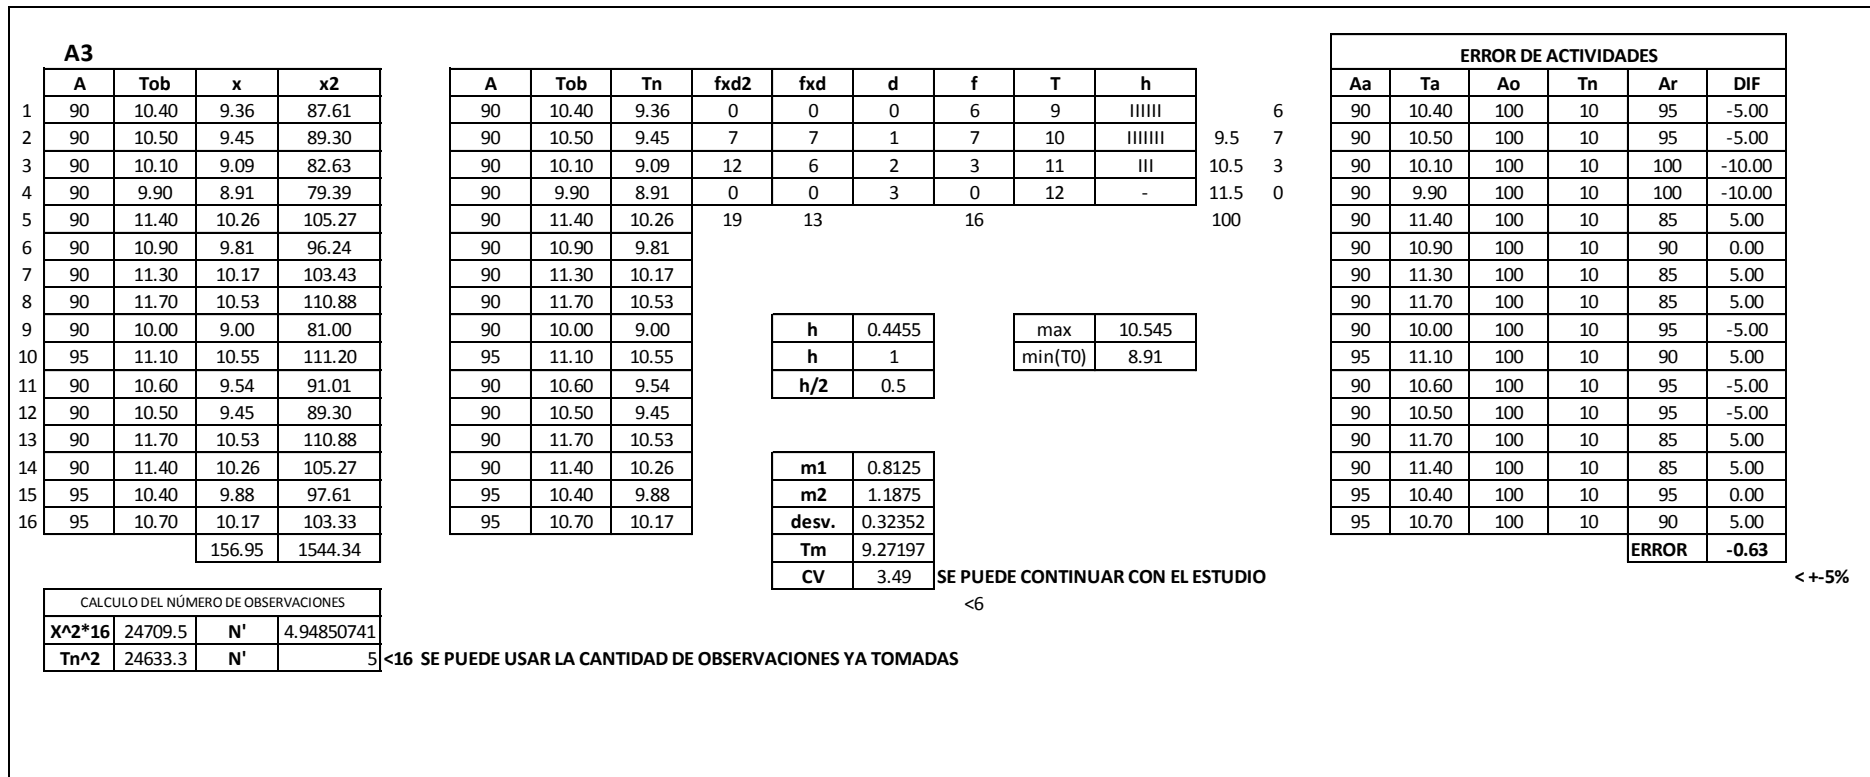 A3 ERROR DE ACTIVIDADES
A Tob x x2 A Tob Tn fxd2 fxd d f T h Aa Ta Ao Tn Ar DIF
1 90 10.40 9.36 87.61 90 10.40 9.36 0 0 0 6 9 IIIIII 6 90 10.40 100 10 95 -5.00
2 90 10.50 9.45 89.30 90 10.50 9.45 7 7 1 7 10 IIIIIII 9.5 7 90 10.50 100 10 95 -5.00
3 90 10.10 9.09 82.63 90 10.10 9.09 12 6 2 3 11 III 10.5 3 90 10.10 100 10 100 -10.00
4 90 9.90 8.91 79.39 90 9.90 8.91 0 0 3 0 12 - 11.5 0 90 9.90 100 10 100 -10.00
5 90 11.40 10.26 105.27 90 11.40 10.26 19 13 16 100 90 11.40 100 10 85 5.00
6 90 10.90 9.81 96.24 90 10.90 9.81 90 10.90 100 10 90 0.00
7 90 11.30 10.17 103.43 90 11.30 10.17 90 11.30 100 10 85 5.00
8 90 11.70 10.53 110.88 90 11.70 10.53 90 11.70 100 10 85 5.00
9 90 10.00 9.00 81.00 90 10.00 9.00 h 0.4455 max 10.545 90 10.00 100 10 95 -5.00
10 95 11.10 10.55 111.20 95 11.10 10.55 h 1 min(T0) 8.91 95 11.10 100 10 90 5.00
11 90 10.60 9.54 91.01 90 10.60 9.54 h/2 0.5 90 10.60 100 10 95 -5.00
12 90 10.50 9.45 89.30 90 10.50 9.45 90 10.50 100 10 95 -5.00
13 90 11.70 10.53 110.88 90 11.70 10.53 90 11.70 100 10 85 5.00
14 90 11.40 10.26 105.27 90 11.40 10.26 m1 0.8125 90 11.40 100 10 85 5.00
15 95 10.40 9.88 97.61 95 10.40 9.88 m2 1.1875 95 10.40 100 10 95 0.00
16 95 10.70 10.17 103.33 95 10.70 10.17 desv. 0.32352 95 10.70 100 10 90 5.00
156.95 1544.34 Tm 9.27197 ERROR -0.63
CV 3.49 SE PUEDE CONTINUAR CON EL ESTUDIO < +-5%
CALCULO DEL NÚMERO DE OBSERVACIONES <6
X^2*16 24709.5 N' 4.94850741
Tn^2 24633.3 N' 5 <16 SE PUEDE USAR LA CANTIDAD DE OBSERVACIONES YA TOMADAS